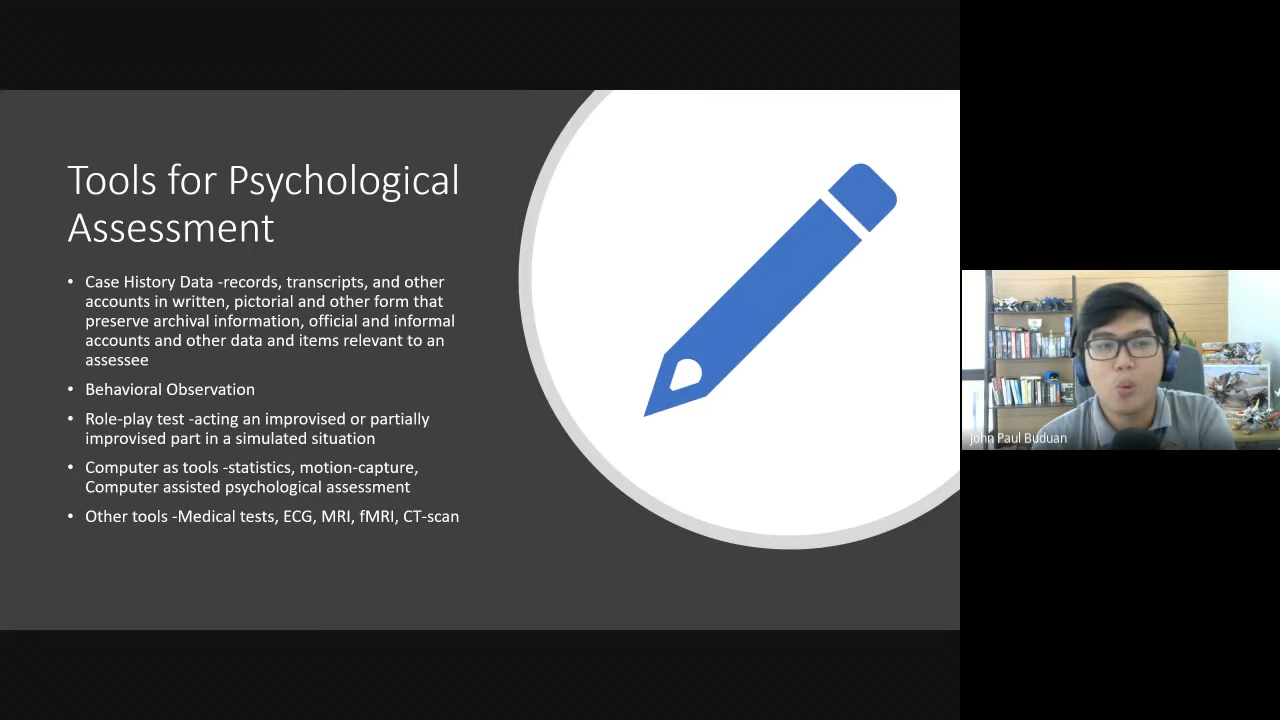 Tools for Psychological
Assessment
• Case History Data -records, transcripts, and other
accounts in written, pictorial and other form that
preserve archival information, official and informal
accounts and other data and items relevant to an
assessee
• Behavioral Observation
• Role-play test -acting an improvised or partially
improvised part in a simulated situation
• Computer as tools -statistics, motion-capture,
Computer assisted psychological assessment
• Other tools -Medical tests, ECG, MRI, fMRI, CT-scan
John Paul Buduan